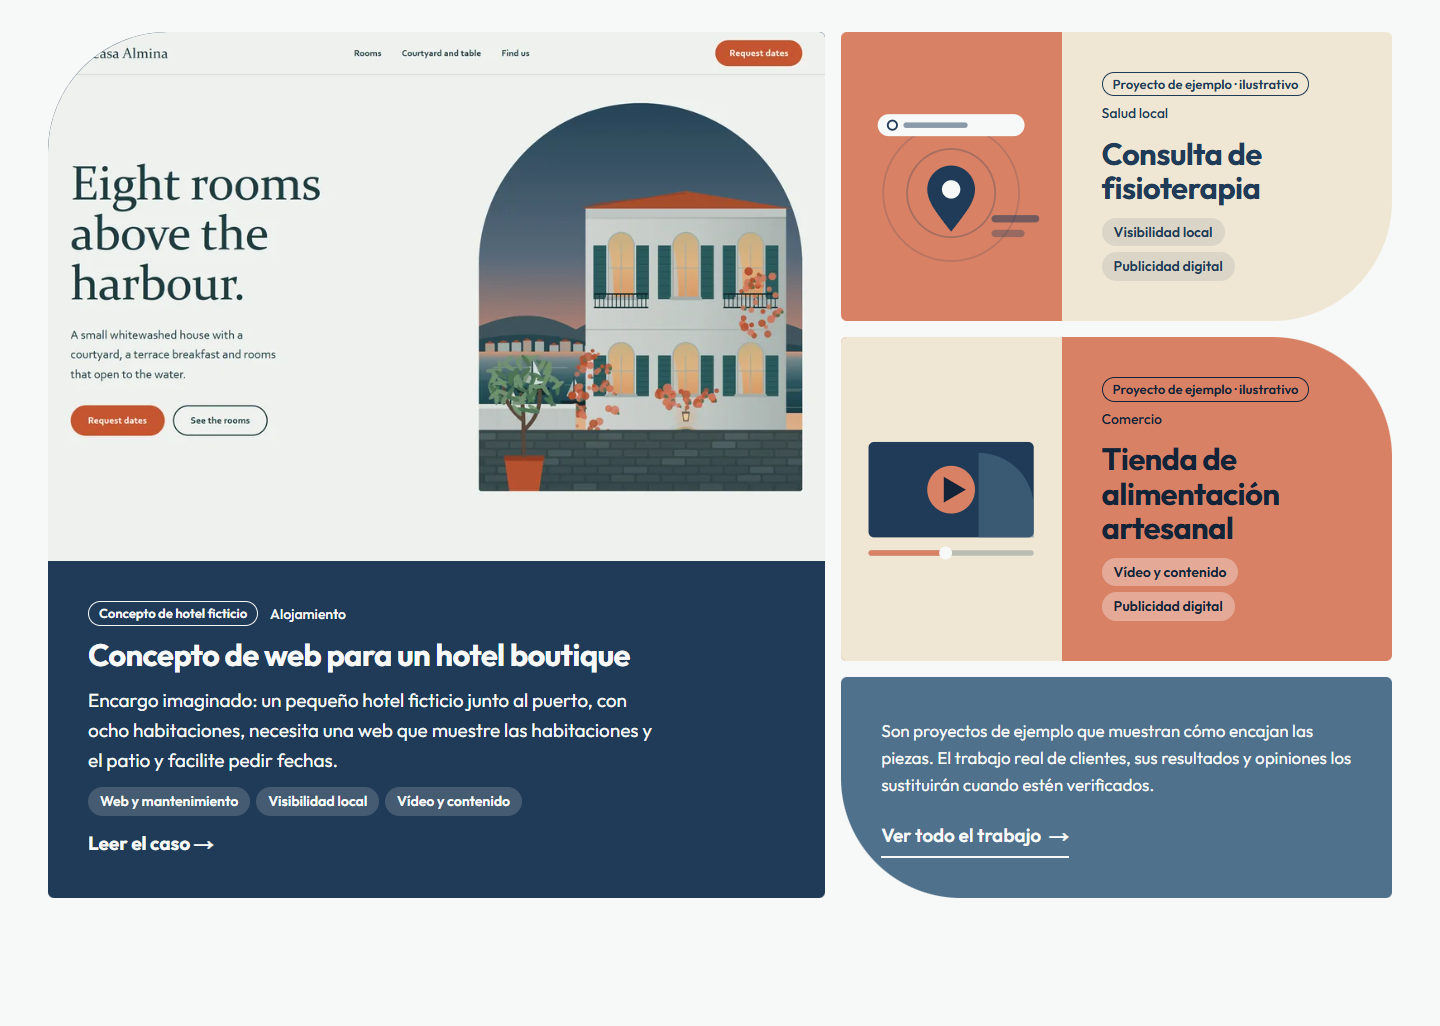 Casa Almina
Rooms
Courtyard and table
Find us
Request dates
Eight rooms
above the
harbour.
A small whitewashed house with a
courtyard, a terrace breakfast and rooms
that open to the water.
Request dates
See the rooms
Concepto de hotel ficticio
Alojamiento
Concepto de web para un hotel boutique
Encargo imaginado: un pequeño hotel ficticio junto al puerto, con
ocho habitaciones, necesita una web que muestre las habitaciones y
el patio y facilite pedir fechas.
Web y mantenimiento
Visibilidad local
Vídeo y contenido
Leer el caso →
Proyecto de ejemplo · ilustrativo
Salud local
Consulta de
fisioterapia
Visibilidad local
Publicidad digital
Proyecto de ejemplo · ilustrativo
Comercio
Tienda de
alimentación
artesanal
Vídeo y contenido
Publicidad digital
Son proyectos de ejemplo que muestran cómo encajan las
piezas. El trabajo real de clientes, sus resultados y opiniones los
sustituirán cuando estén verificados.
Ver todo el trabajo →